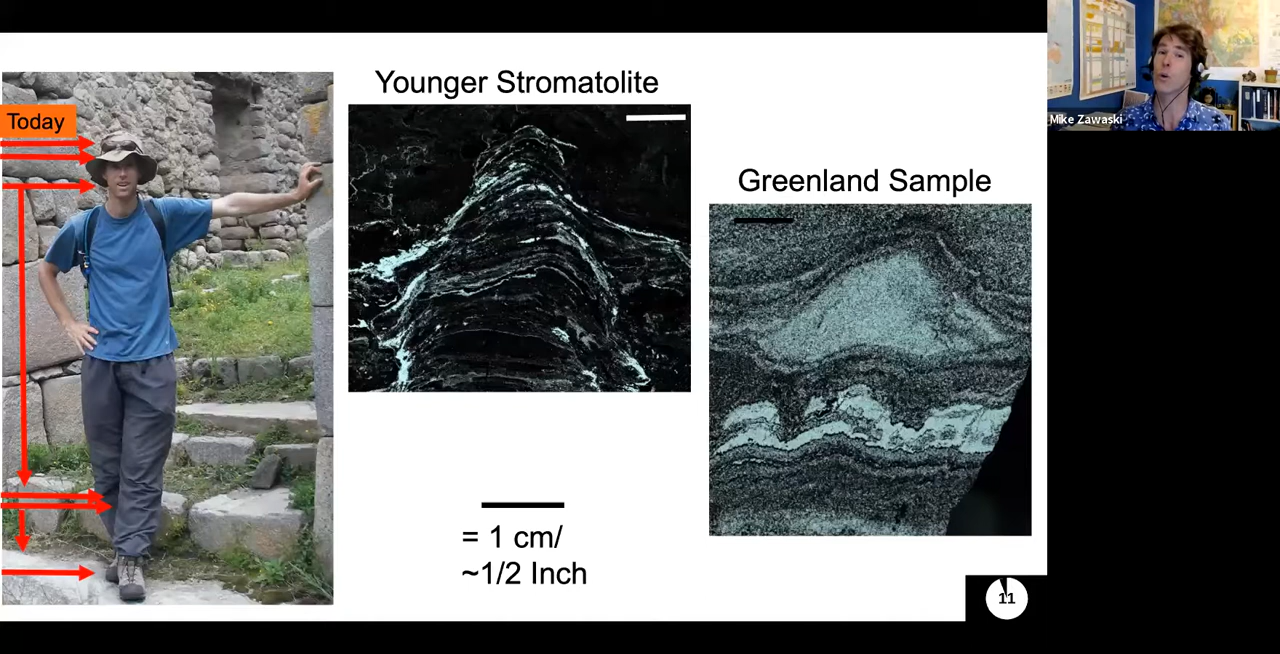 Today
Younger Stromatolite
Greenland Sample
= 1 cm/
~1/2 Inch
11
Mike Zawaski